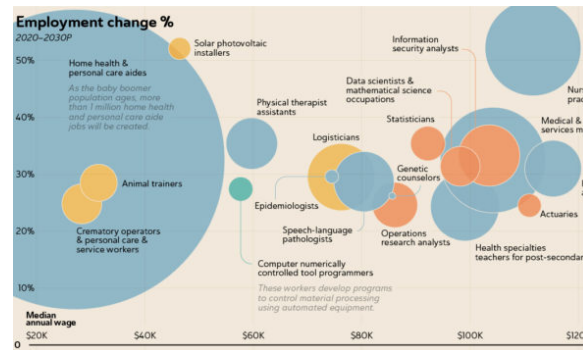 Employment change %
2020–2030P
50%
40%
30%
20%
10%
0
Home health &
personal care aides
As the baby boomer
population ages, more
than 1 million home health
and personal care aide
jobs will be created.
Solar photovoltaic
installers
Information
security analysts
Data scientists &
mathematical science
occupations
Physical therapist
assistants
Statisticians
Logisticians
Medical &
Genetic
counselors
Animal trainers
Epidemiologists
Speech-language
pathologists
Operations
research analysts
Actuaries
Crematory operators
& personal care &
service workers
Health specialties
teachers for post-secondar
Computer numerically
controlled tool programmers
These workers develop programs
to control material processing
using automated equipment.
Median
annual wage
$20K
$40K
$60K
$80K
$100K